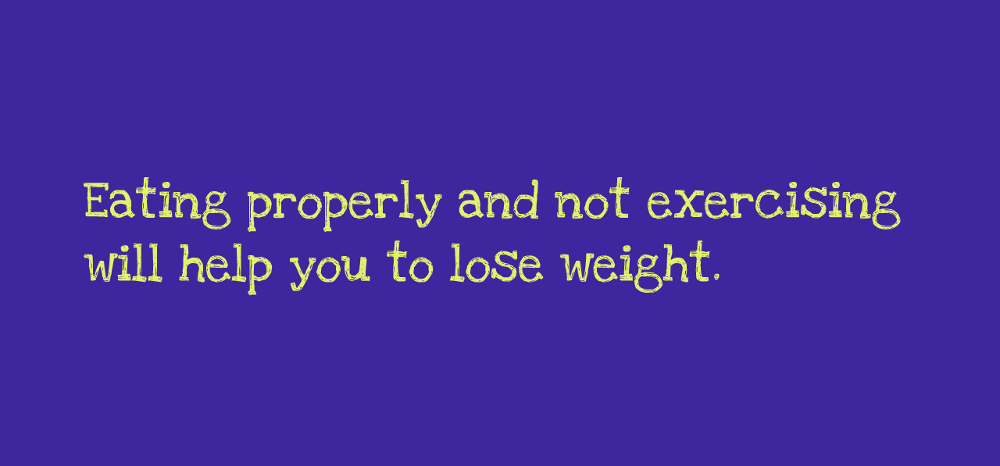 Eating properly and not exercising
will help you to lose weight.